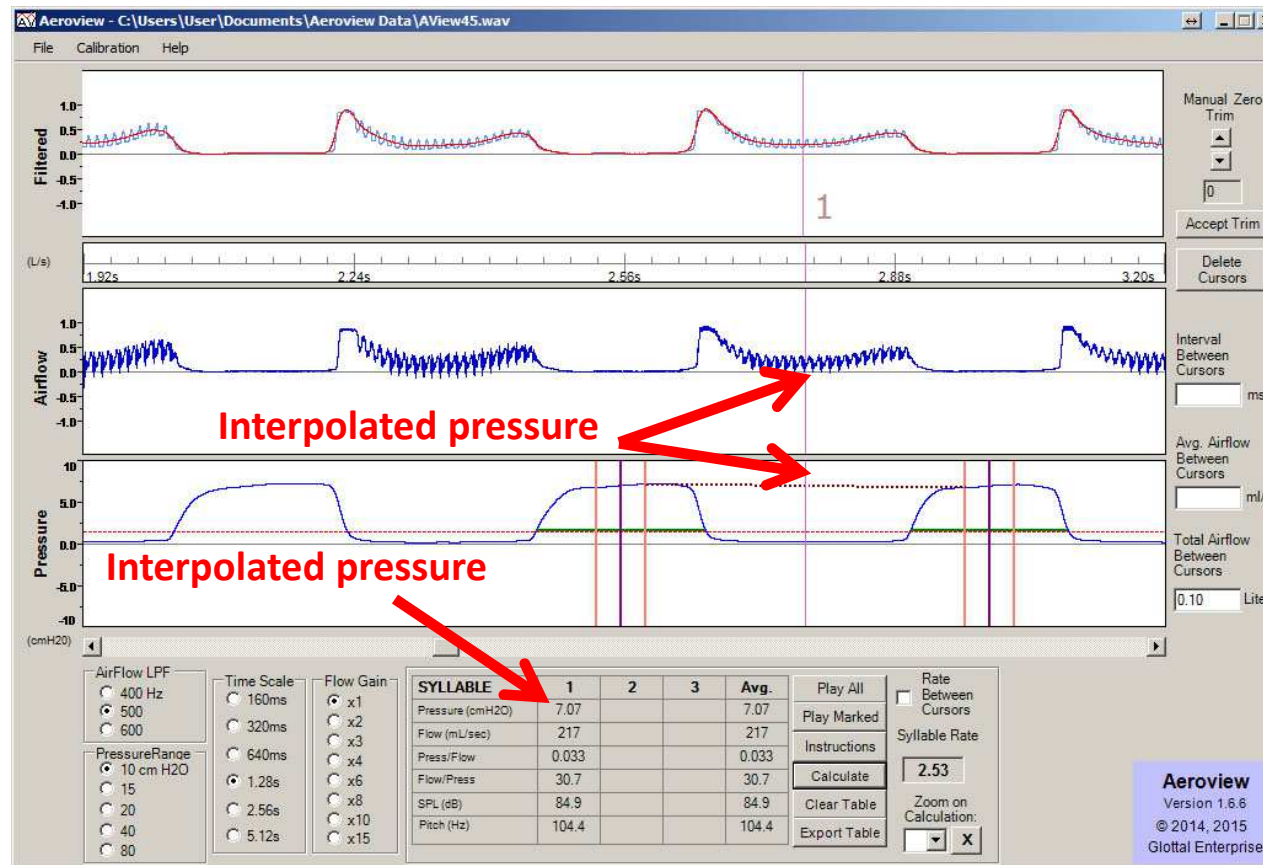 Aeroview - C:\Users\User\Documents\Aeroview Data\AView45.wav
File Calibration Help
Filtered
1.0
0.5
0.0
-0.5
-1.0
1
Manual Zero
Trim
0
Accept Trim
Delete
Cursors
(L/s)
1.92s 2.24s 2.56s 2.88s 3.20s
Airflow
1.0
0.5
0.0
-0.5
-1.0
Interpolated pressure
Interval
Between
Cursors
ms
Avg. Airflow
Between
Cursors
ml/
Pressure
10
5.0
0.0
-5.0
-10
(cmH20)
Interpolated pressure
Total Airflow
Between
Cursors
0.10 Lite
AirFlow LPF
400 Hz
500
600
PressureRange
10 cm H2O
15
20
40
80
Time Scale
160ms
320ms
640ms
1.28s
2.56s
5.12s
Flow Gain
x1
x2
x3
x4
x6
x8
x10
x15
SYLLABLE 1 2 3 Avg.
Pressure (cmH2O) 7.07 7.07
Flow (mL/sec) 217 217
Press/Flow 0.033 0.033
Flow/Press 30.7 30.7
SPL (dB) 84.9 84.9
Pitch (Hz) 104.4 104.4
Play All
Play Marked
Instructions
Calculate
Clear Table
Export Table
Rate
Between
Cursors
Syllable Rate
2.53
Zoom on
Calculation:
X
Aeroview
Version 1.6.6
© 2014, 2015
Glottal Enterprise